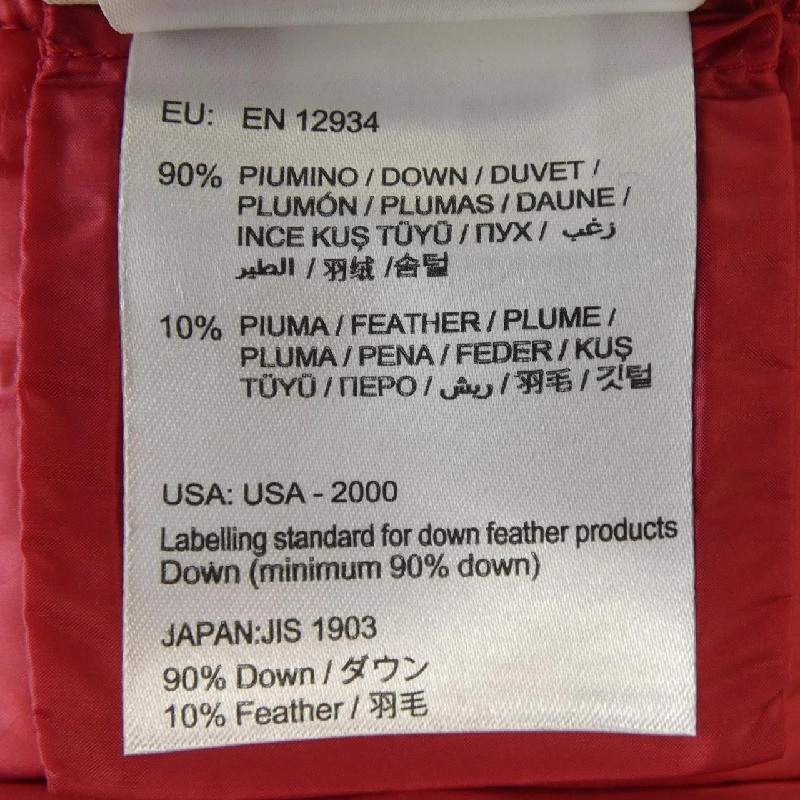 EU: EN 12934
90% PIUMINO / DOWN / DUVET /
PLUMÓN / PLUMAS / DAUNE /
INCE KUŞ TÜYÜ / ПУХ / زغب
الطير / 羽绒 /솜털
10% PIUMA / FEATHER / PLUME /
PLUMA / PENA / FEDER / KUŞ
TÜYÜ / ПЕРО / ريش / 羽毛 / 깃털
USA: USA - 2000
Labelling standard for down feather products
Down (minimum 90% down)
JAPAN:JIS 1903
90% Down / ダウン
10% Feather / 羽毛